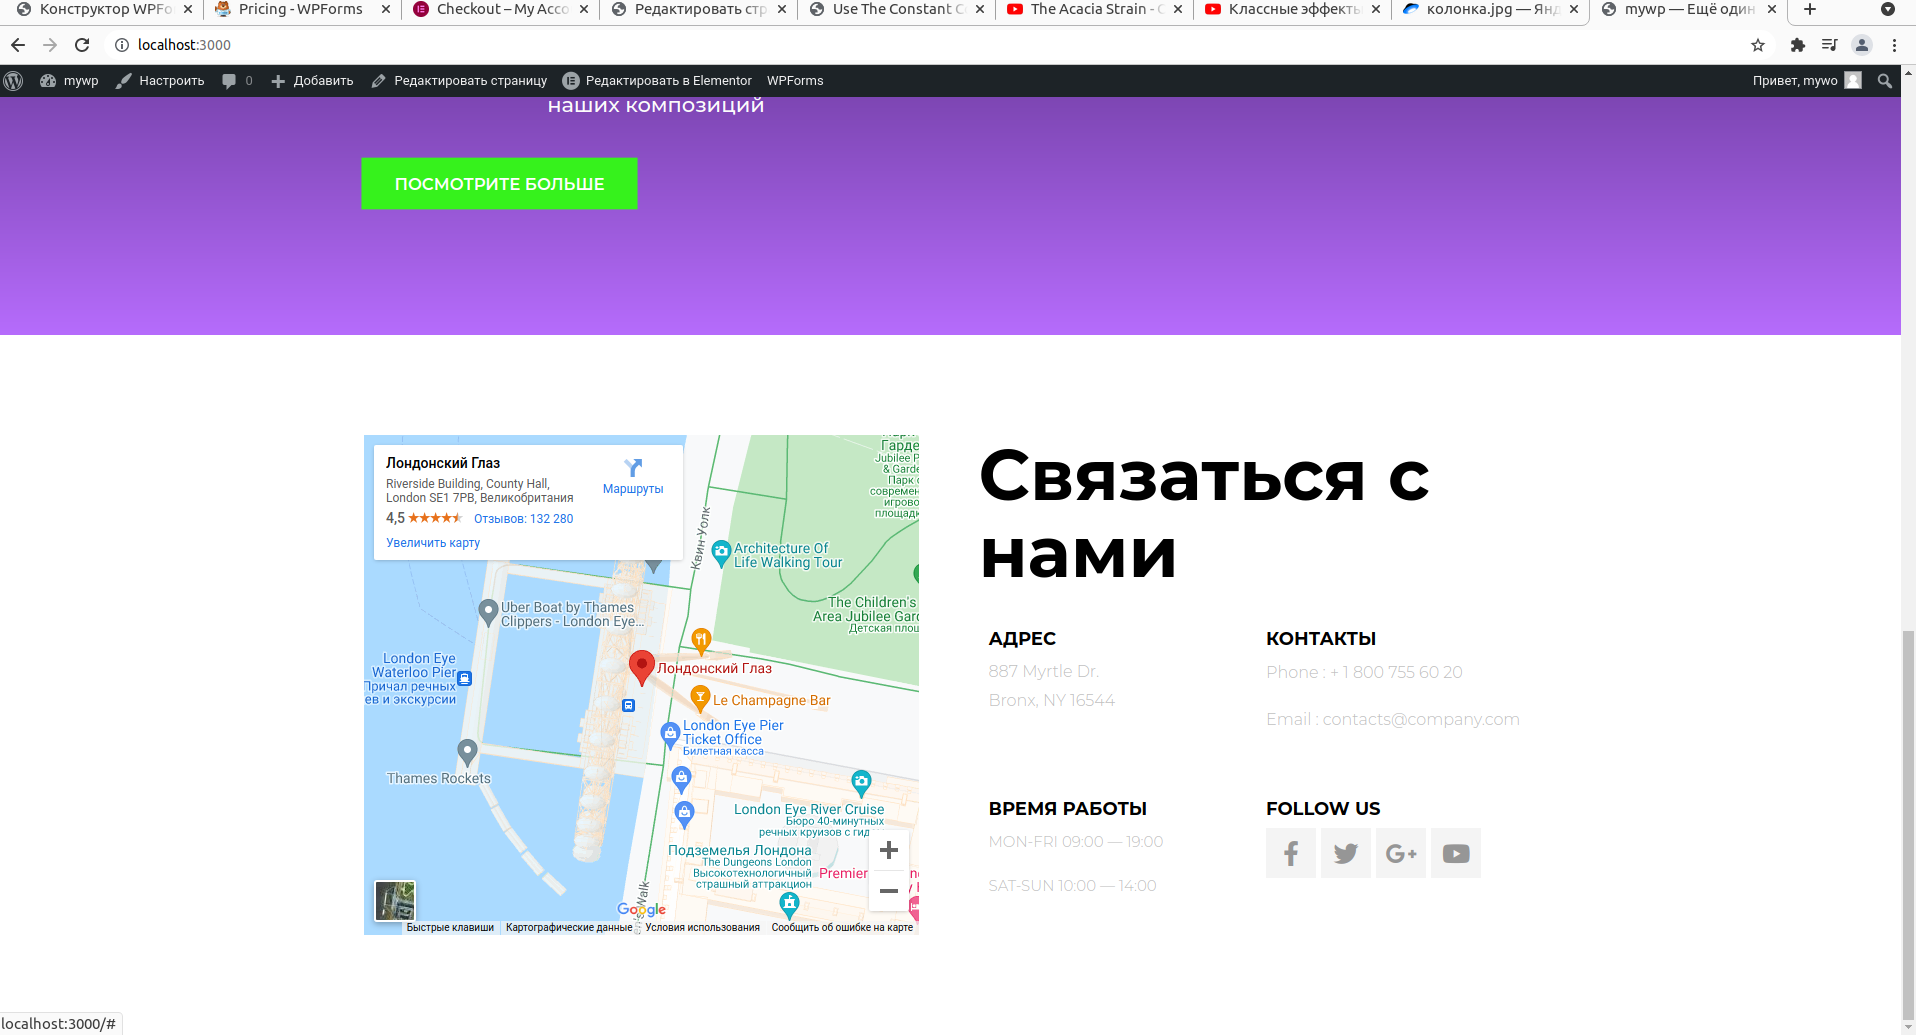 Конструктор WPFo
Pricing - WPForms
Checkout – My Acco
Редактировать стр
Use The Constant C
The Acacia Strain - 
Классные эффекты
колонка.jpg — Янд
mywp — Ещё один
localhost:3000
mywp
Настроить
0
Добавить
Редактировать страницу
Редактировать в Elementor
WPForms
Привет, mywo
наших композиций
ПОСМОТРИТЕ БОЛЬШЕ
Лондонский Глаз
Riverside Building, County Hall,
London SE1 7PB, Великобритания
4,5
Отзывов: 132 280
Увеличить карту
Маршруты
Гарде
Jubilee P
& Garde
Парк
современ
игрово
площадк
Квин-Уолк
Architecture Of
Life Walking Tour
The Children's
Area Jubilee Gard
Детская площ
Uber Boat by Thames
Clippers - London Eye...
London Eye
Waterloo Pier
Причал речных
ев и экскурсии
Лондонский Глаз
Le Champagne Bar
London Eye Pier
Ticket Office
Билетная касса
Thames Rockets
London Eye River Cruise
Бюро 40-минутных
речных круизов с гид
Подземелья Лондона
The Dungeons London
Высокотехнологичный
страшный аттракцион
Premier
Google
Быстрые клавиши
Картографические данные
Условия использования
Сообщить об ошибке на карте
Связаться с
нами
АДРЕС
887 Myrtle Dr.
Bronx, NY 16544
КОНТАКТЫ
Phone : + 1 800 755 60 20
Email : contacts@company.com
ВРЕМЯ РАБОТЫ
MON-FRI 09:00 — 19:00
SAT-SUN 10:00 — 14:00
FOLLOW US
G+
localhost:3000/#